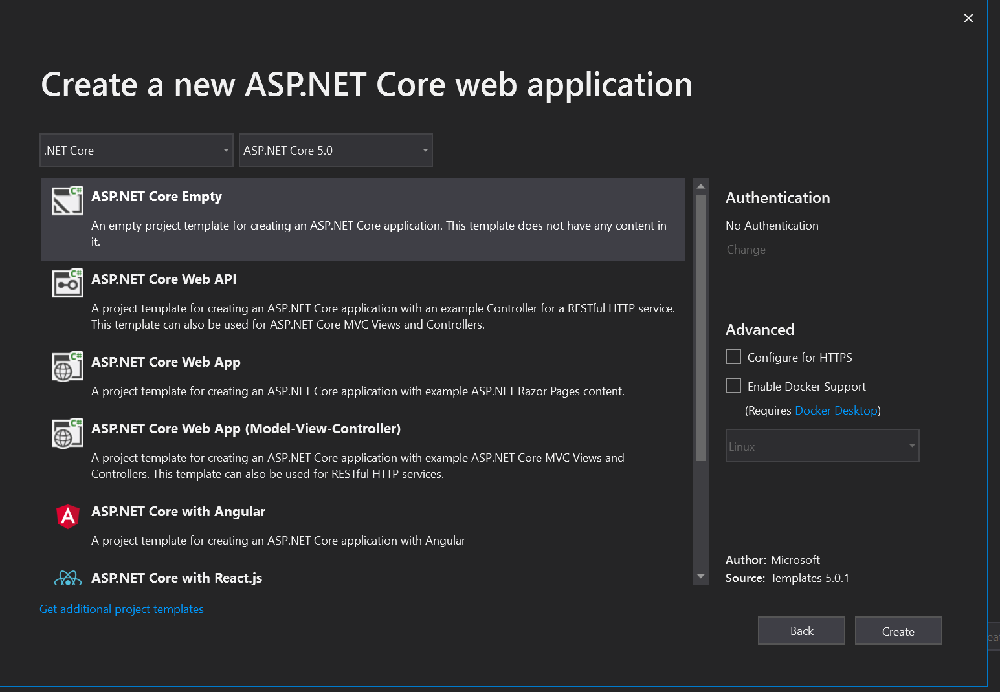 Create a new ASP.NET Core web application
.NET Core
ASP.NET Core 5.0
C#
ASP.NET Core Empty
An empty project template for creating an ASP.NET Core application. This template does not have any content in
it.
C#
ASP.NET Core Web API
A project template for creating an ASP.NET Core application with an example Controller for a RESTful HTTP service.
This template can also be used for ASP.NET Core MVC Views and Controllers.
C#
ASP.NET Core Web App
A project template for creating an ASP.NET Core application with example ASP.NET Razor Pages content.
C#
ASP.NET Core Web App (Model-View-Controller)
A project template for creating an ASP.NET Core application with example ASP.NET Core MVC Views and
Controllers. This template can also be used for RESTful HTTP services.
A
ASP.NET Core with Angular
A project template for creating an ASP.NET Core application with Angular
ASP.NET Core with React.js
Get additional project templates
Authentication
No Authentication
Change
Advanced
Configure for HTTPS
Enable Docker Support
(Requires Docker Desktop)
Linux
Author: Microsoft
Source: Templates 5.0.1
Back
Create